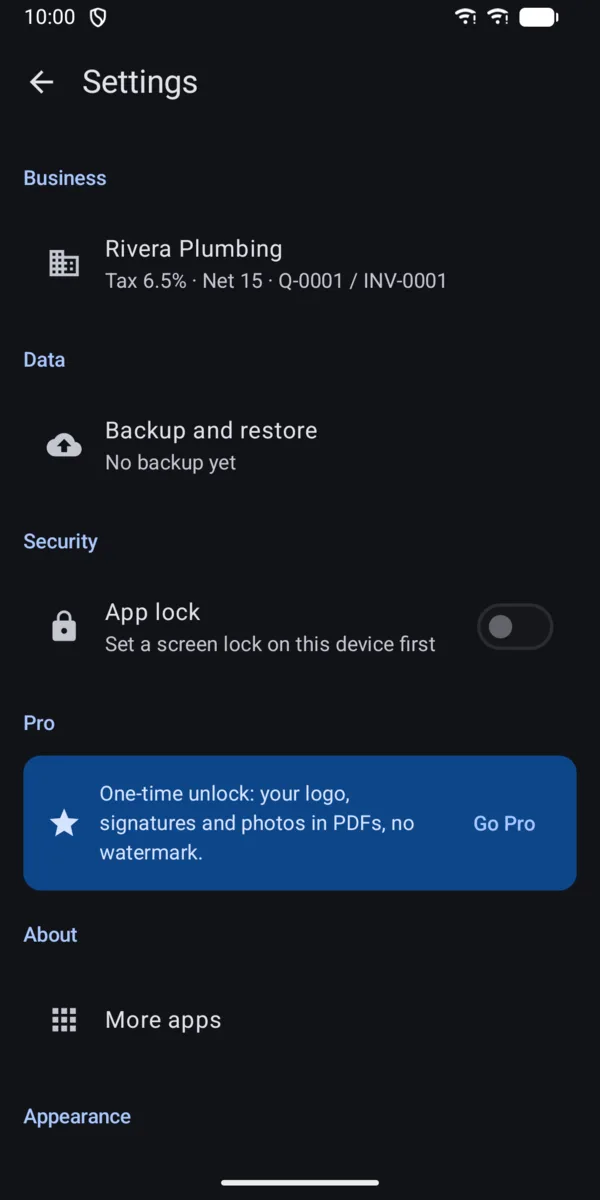 10:00
Settings
Business
Rivera Plumbing
Tax 6.5% · Net 15 · Q-0001 / INV-0001
Data
Backup and restore
No backup yet
Security
App lock
Set a screen lock on this device first
Pro
One-time unlock: your logo,
signatures and photos in PDFs, no
watermark.
Go Pro
About
More apps
Appearance